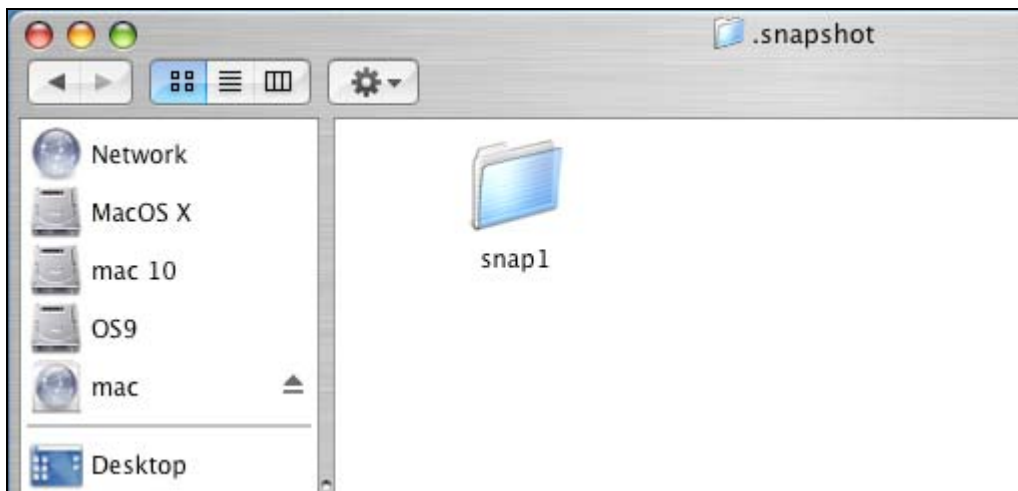 .snapshot
Network
MacOS X
mac 10
OS9
mac
Desktop
snap1